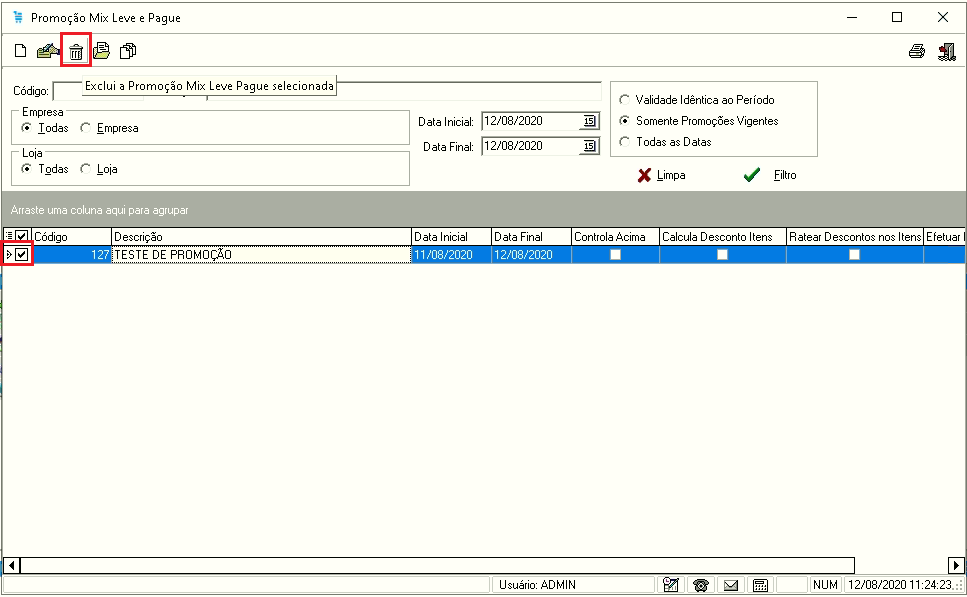 Promoção Mix Leve e Pague
Código:
Exclui a Promoção Mix Leve Pague selecionada
Empresa
Todas Empresa
Loja
Todas Loja
Data Inicial: 12/08/2020 15
Data Final: 12/08/2020 15
Validade Idêntica ao Período
Somente Promoções Vigentes
Todas as Datas
Limpa Filtro
Arraste uma coluna aqui para agrupar
Código Descrição Data Inicial Data Final Controla Acima Calcula Desconto Itens Ratear Descontos nos Itens Efetuar
127 TESTE DE PROMOÇÃO 11/08/2020 12/08/2020
Usuário: ADMIN NUM 12/08/2020 11:24:23